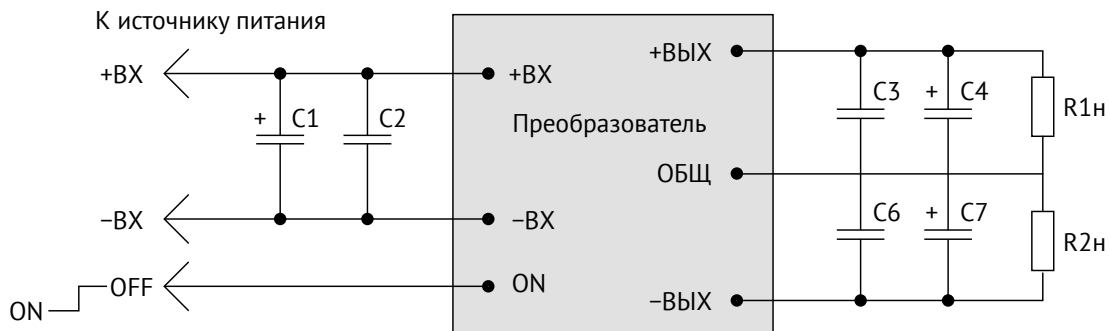 К источнику питания
+ВХ
+ C1
C2
+ВХ
Преобразователь
+ВЫХ
C3
+ C4
R1н
ОБЩ
−ВХ
−ВХ
C6
+ C7
R2н
ON
OFF
ON
−ВЫХ